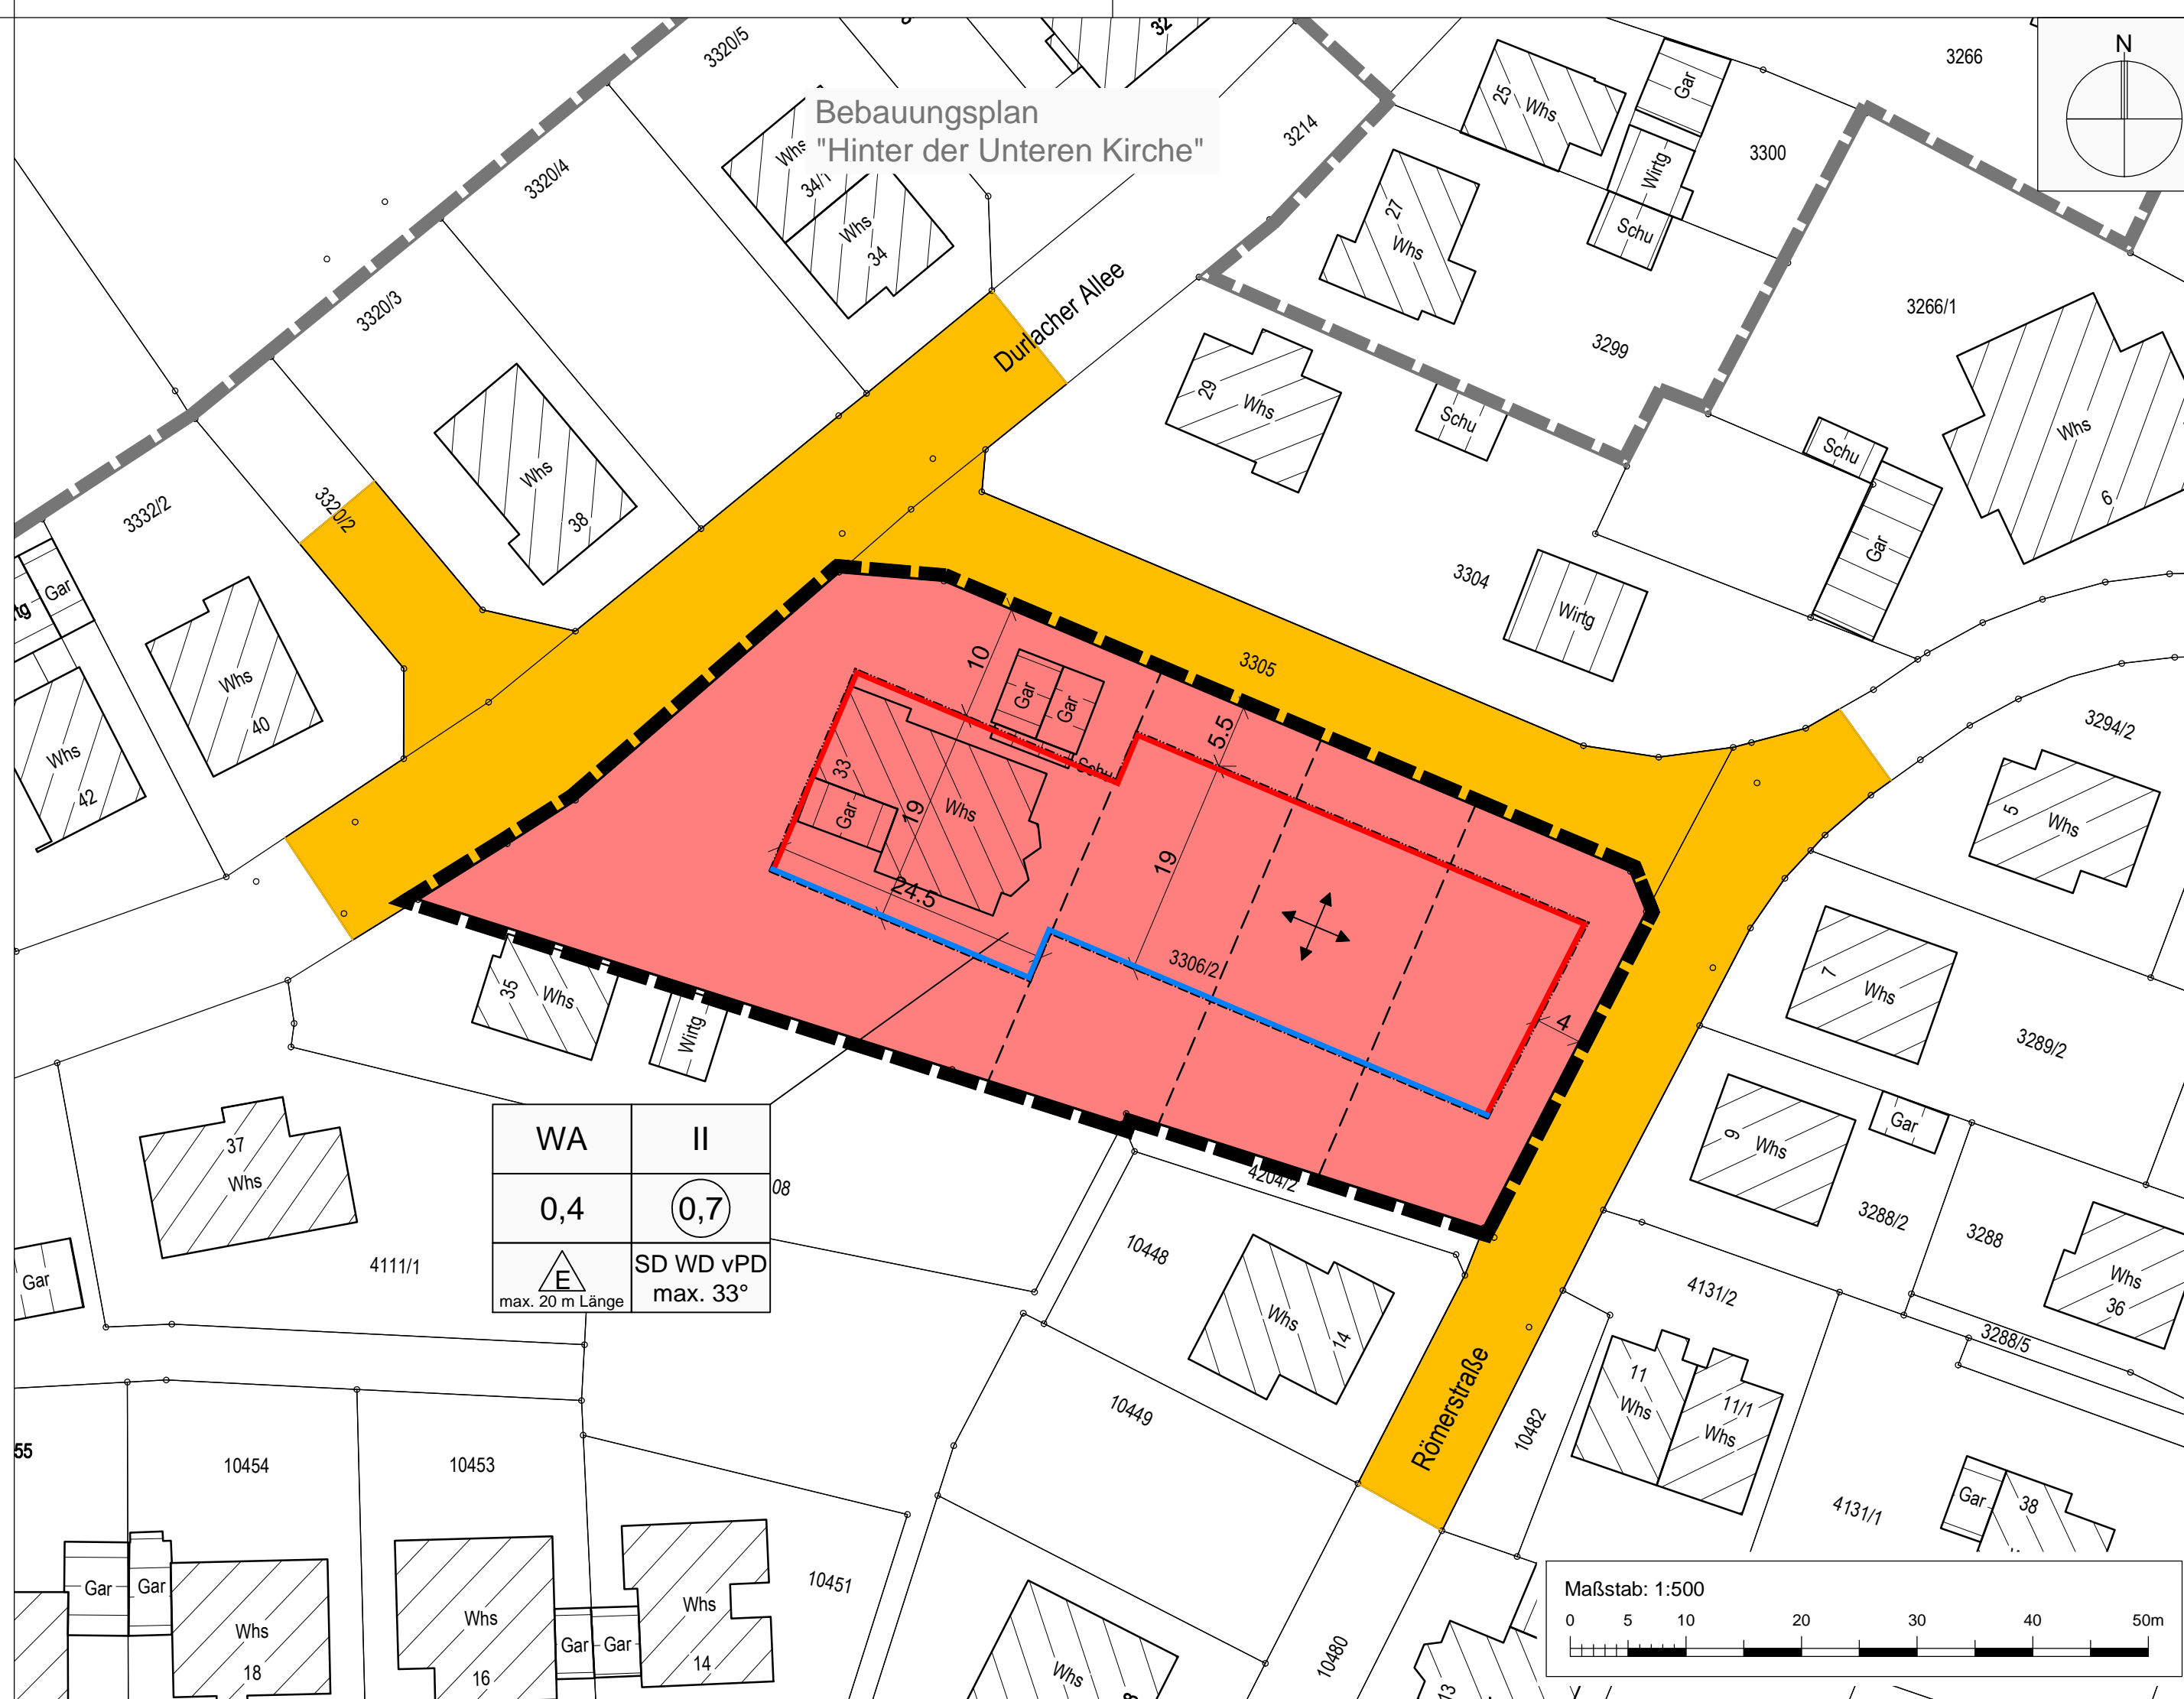 3320/5
32
3266
N
Bebauungsplan
"Hinter der Unteren Kirche"
Whs
34/1
Whs
34
3320/4
3214
25
Whs
Gar
Wirtg
Schu
3300
27
Whs
3320/3
3266/1
Durlacher Allee
3299
29
Whs
Schu
Schu
Whs
6
Gar
3332/2
3320/2
Whs
38
Gar
3304
Wirtg
3305
Whs
40
Whs
42
10
Gar
Gar
Schu
5.5
3294/2
33
Gar
19
Whs
24.5
19
3306/2
4
5
Whs
7
Whs
3289/2
35
Whs
Wirtg
9
Whs
Gar
3288/2
3288
Whs
36
3288/5
37
Whs
Gar
4111/1
WA
II
0,4
0,7
E
max. 20 m Länge
SD WD vPD
max. 33°
08
4204/2
10448
Whs
14
4131/2
10449
Römerstraße
10482
11
Whs
11/1
Whs
4131/1
Gar
38
55
10454
10453
10451
Gar
Gar
Whs
18
Whs
16
Gar
Gar
Whs
14
Whs
10480
13
Maßstab: 1:500
0 5 10 20 30 40 50m